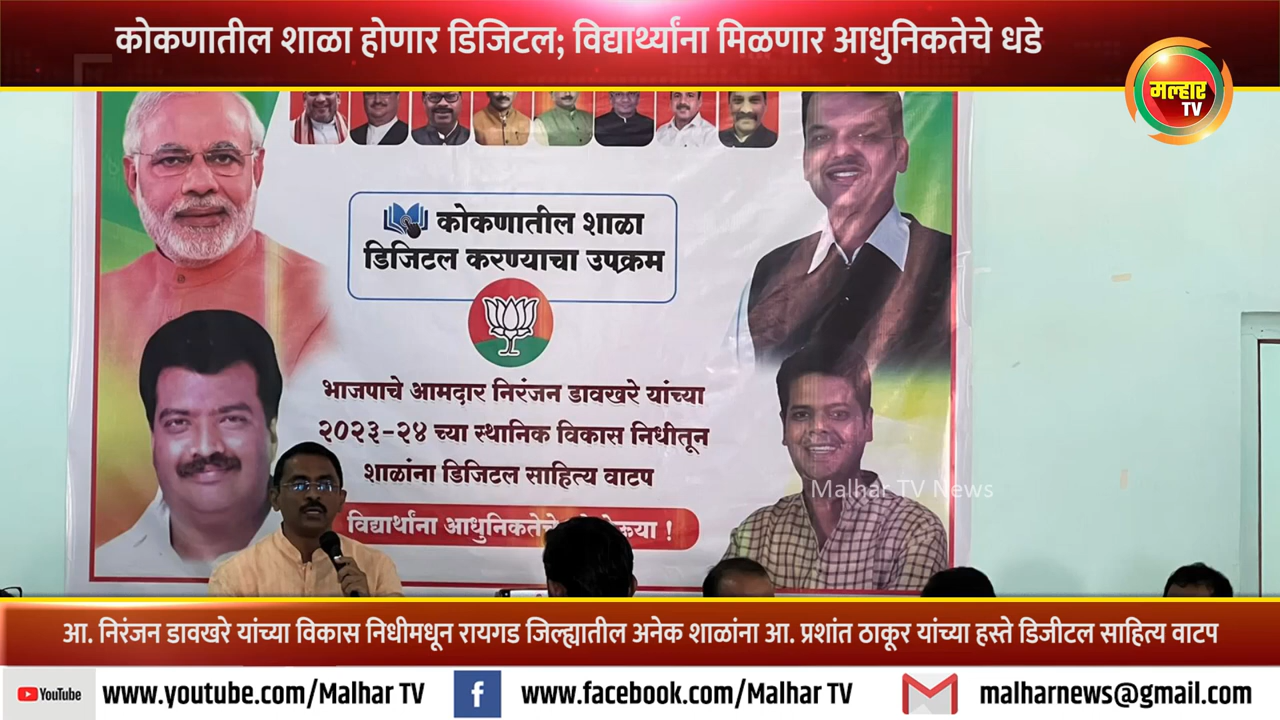 कोकणातील शाळा होणार डिजिटल; विद्यार्थ्यांना मिळणार आधुनिकतेचे धडे
मल्हार
TV
कोकणातील शाळा
डिजिटल करण्याचा उपक्रम
भाजपाचे आमदार निरंजन डावखरे यांच्या
२०२३-२४ च्या स्थानिक विकास निधीतून
शाळांना डिजिटल साहित्य वाटप
Malhar TV News
विद्यार्थांना आधुनिकतेचे !
आ. निरंजन डावखरे यांच्या विकास निधीमधून रायगड जिल्ह्यातील अनेक शाळांना आ. प्रशांत ठाकूर यांच्या हस्ते डिजीटल साहित्य वाटप
YouTube www.youtube.com/Malhar TV f www.facebook.com/Malhar TV malharnews@gmail.com